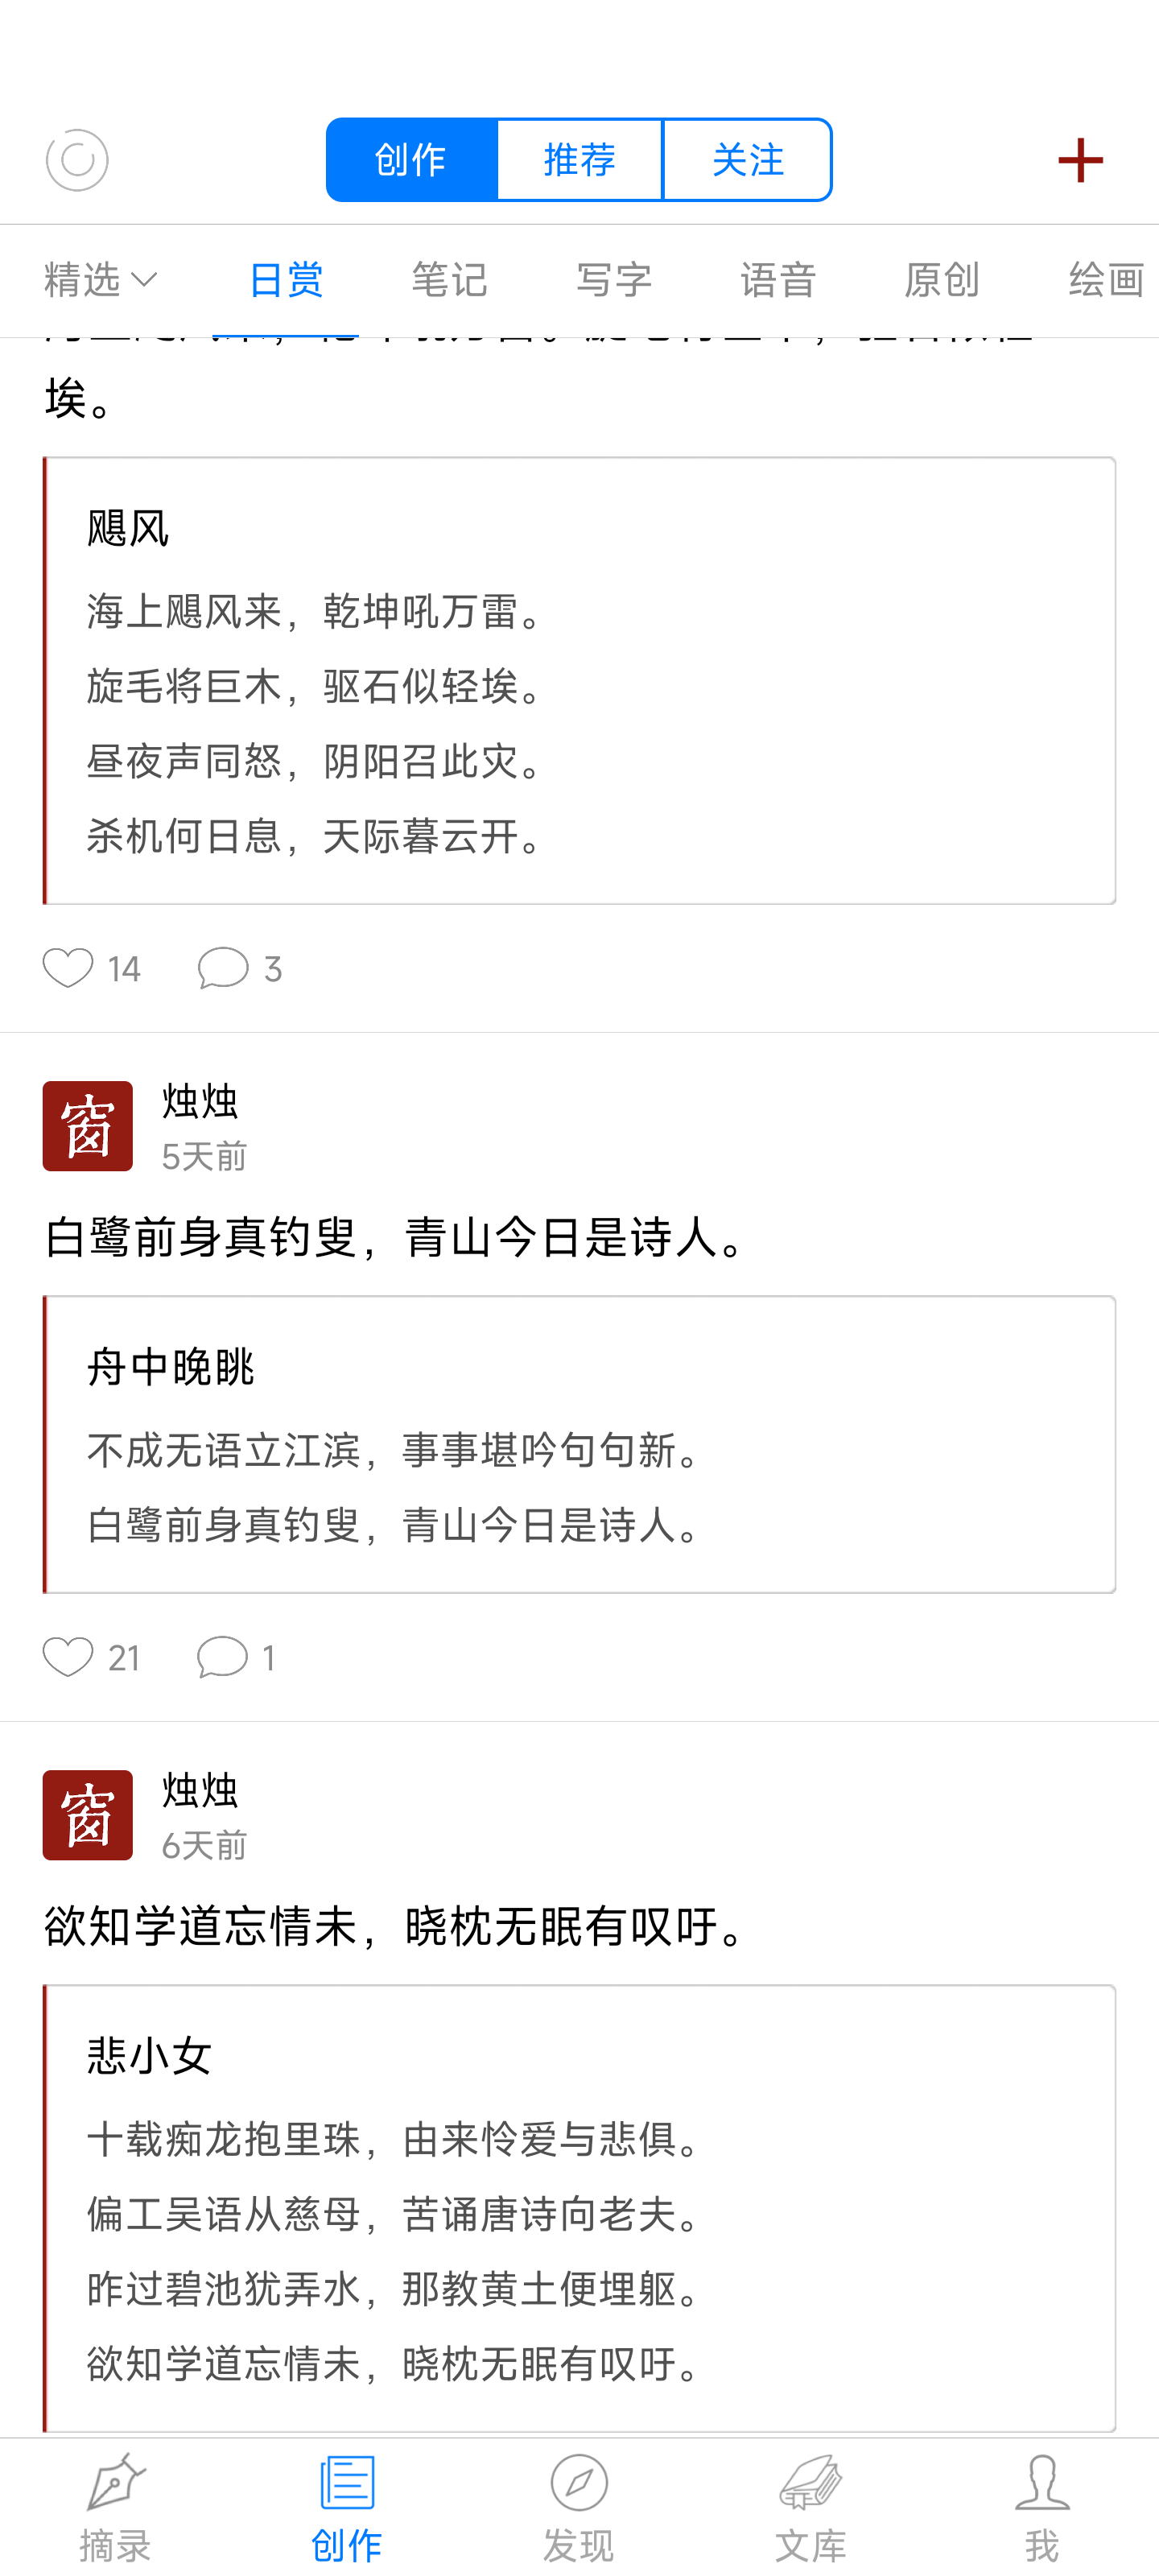 创作 推荐 关注
精选 日赏 笔记 写字 语音 原创 绘画
埃。
飓风
海上飓风来，乾坤吼万雷。
旋毛将巨木，驱石似轻埃。
昼夜声同怒，阴阳召此灾。
杀机何日息，天际暮云开。
14 3
窗
烛烛
5天前
白鹭前身真钓叟，青山今日是诗人。
舟中晚眺
不成无语立江滨，事事堪吟句句新。
白鹭前身真钓叟，青山今日是诗人。
21 1
窗
烛烛
6天前
欲知学道忘情未，晓枕无眠有叹吁。
悲小女
十载痴龙抱里珠，由来怜爱与悲俱。
偏工吴语从慈母，苦诵唐诗向老夫。
昨过碧池犹弄水，那教黄土便埋躯。
欲知学道忘情未，晓枕无眠有叹吁。
摘录 创作 发现 文库 我